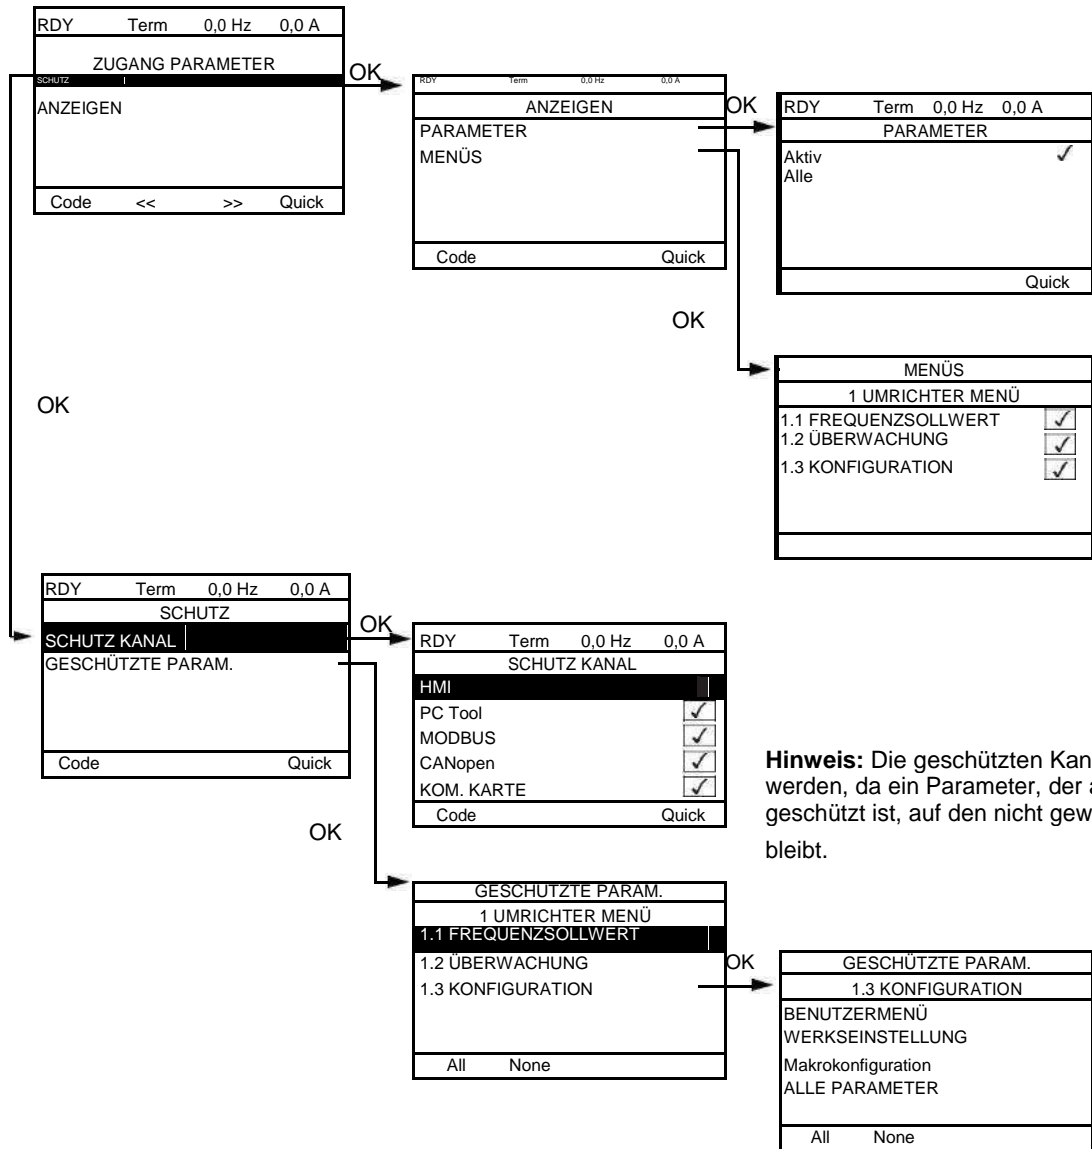 RDY Term 0,0 Hz 0,0 A
ZUGANG PARAMETER
SCHUTZ
ANZEIGEN
Code << >> Quick
OK
RDY Term 0,0 Hz 0,0 A
ANZEIGEN
PARAMETER
MENÜS
Code Quick
OK
RDY Term 0,0 Hz 0,0 A
PARAMETER
Aktiv
Alle
Quick
OK
MENÜS
1 UMRICHTER MENÜ
1.1 FREQUENZSOLLWERT
1.2 ÜBERWACHUNG
1.3 KONFIGURATION
OK
RDY Term 0,0 Hz 0,0 A
SCHUTZ
SCHUTZ KANAL
GESCHÜTZTE PARAM.
Code Quick
OK
RDY Term 0,0 Hz 0,0 A
SCHUTZ KANAL
HMI
PC Tool
MODBUS
CANopen
KOM. KARTE
Code Quick
Hinweis: Die geschützten Kan
werden, da ein Parameter, der a
geschützt ist, auf den nicht gew
bleibt.
OK
GESCHÜTZTE PARAM.
1 UMRICHTER MENÜ
1.1 FREQUENZSOLLWERT
1.2 ÜBERWACHUNG
1.3 KONFIGURATION
All None
OK
GESCHÜTZTE PARAM.
1.3 KONFIGURATION
BENUTZERMENÜ
WERKSEINSTELLUNG
Makrokonfiguration
ALLE PARAMETER
All None